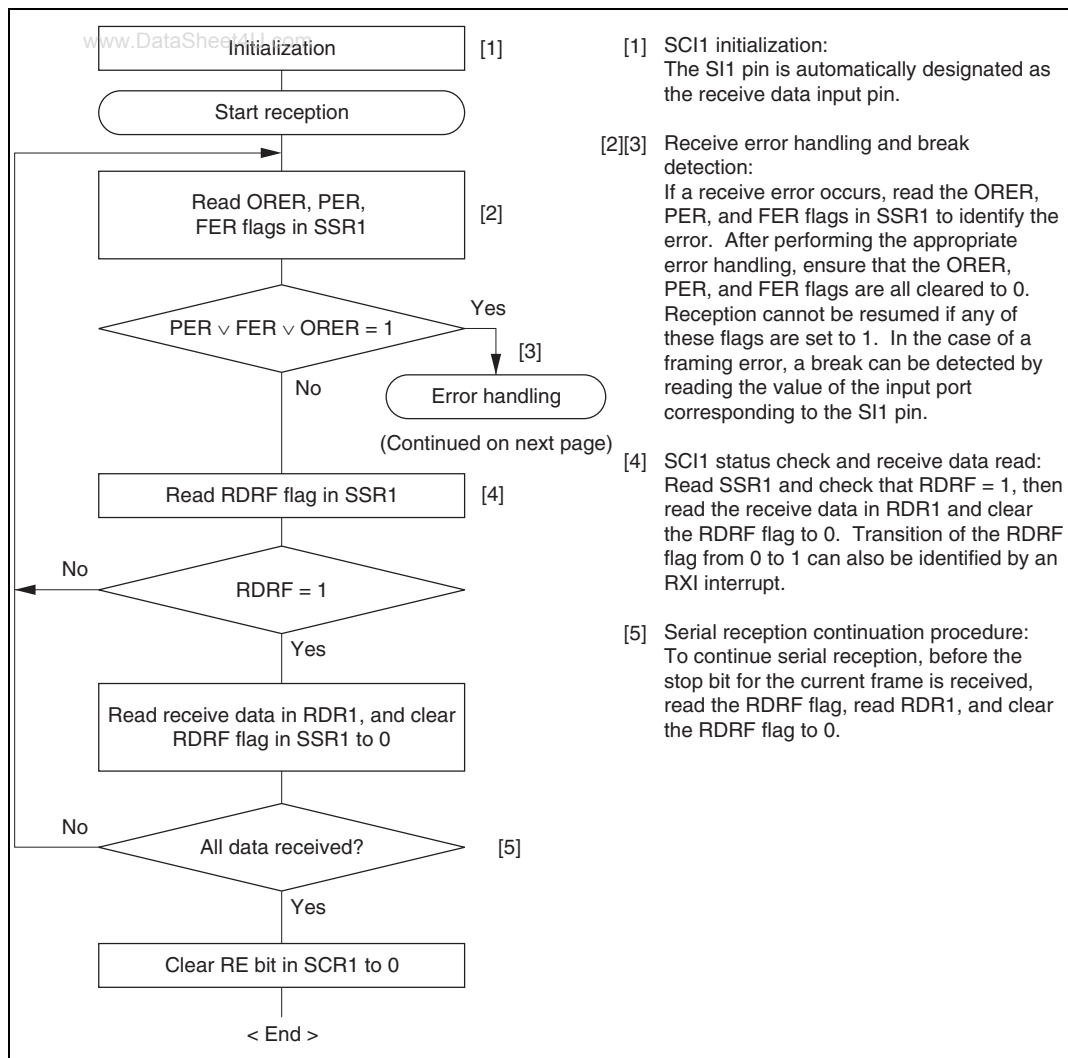 www.DataSheet4U.com
Initialization
[1]
Start reception
Read ORER, PER,
FER flags in SSR1
[2]
PER ∨ FER ∨ ORER = 1
Yes
[3]
No
Error handling
(Continued on next page)
Read RDRF flag in SSR1
[4]
No
RDRF = 1
Yes
Read receive data in RDR1, and clear
RDRF flag in SSR1 to 0
No
All data received?
[5]
Yes
Clear RE bit in SCR1 to 0
< End >
[1] SCI1 initialization:
The SI1 pin is automatically designated as
the receive data input pin.
[2][3] Receive error handling and break
detection:
If a receive error occurs, read the ORER,
PER, and FER flags in SSR1 to identify the
error. After performing the appropriate
error handling, ensure that the ORER,
PER, and FER flags are all cleared to 0.
Reception cannot be resumed if any of
these flags are set to 1. In the case of a
framing error, a break can be detected by
reading the value of the input port
corresponding to the SI1 pin.
[4] SCI1 status check and receive data read:
Read SSR1 and check that RDRF = 1, then
read the receive data in RDR1 and clear
the RDRF flag to 0. Transition of the RDRF
flag from 0 to 1 can also be identified by an
RXI interrupt.
[5] Serial reception continuation procedure:
To continue serial reception, before the
stop bit for the current frame is received,
read the RDRF flag, read RDR1, and clear
the RDRF flag to 0.